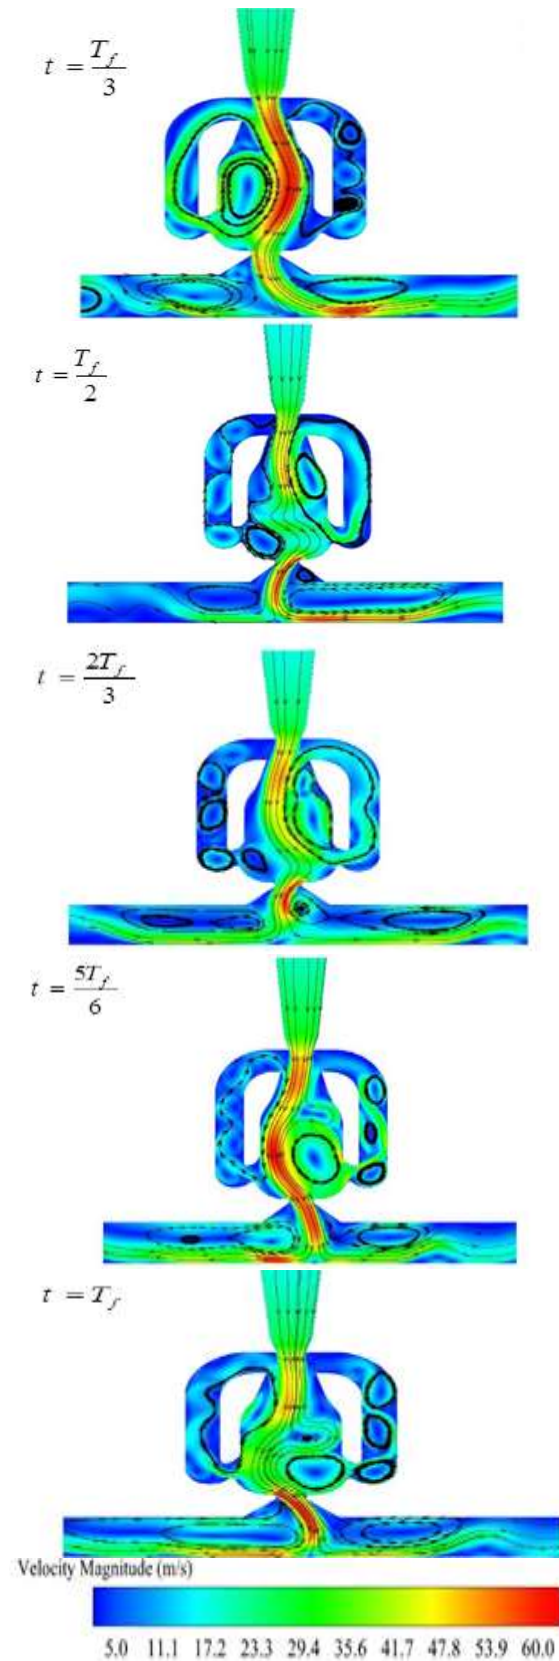 t = T_f/3
t = T_f/2
t = 2T_f/3
t = 5T_f/6
t = T_f
Velocity Magnitude (m/s)
5.0 11.1 17.2 23.3 29.4 35.6 41.7 47.8 53.9 60.0